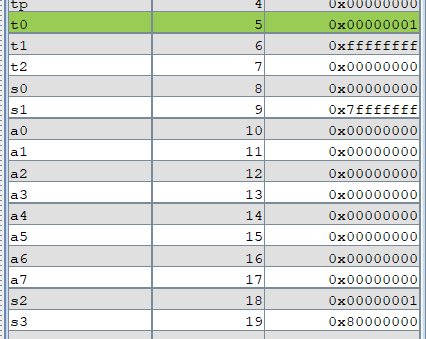 tp 4 0x00000000
t0 5 0x00000001
t1 6 0xffffffff
t2 7 0x00000000
s0 8 0x00000000
s1 9 0x7fffffff
a0 10 0x00000000
a1 11 0x00000000
a2 12 0x00000000
a3 13 0x00000000
a4 14 0x00000000
a5 15 0x00000000
a6 16 0x00000000
a7 17 0x00000000
s2 18 0x00000001
s3 19 0x80000000